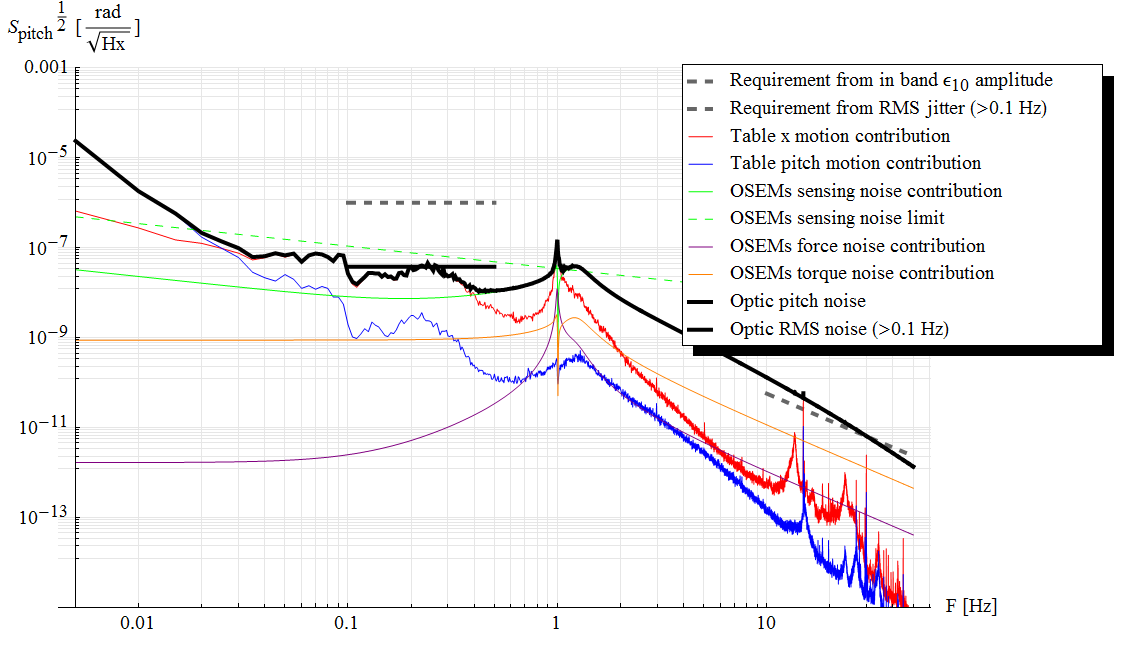 S_pitch^1/2 [ rad/√Hx ]
0.001
10^-5
10^-7
10^-9
10^-11
10^-13
0.01 0.1 1 10
F [Hz]
Requirement from in band ϵ_10 amplitude
Requirement from RMS jitter (>0.1 Hz)
Table x motion contribution
Table pitch motion contribution
OSEMs sensing noise contribution
OSEMs sensing noise limit
OSEMs force noise contribution
OSEMs torque noise contribution
Optic pitch noise
Optic RMS noise (>0.1 Hz)